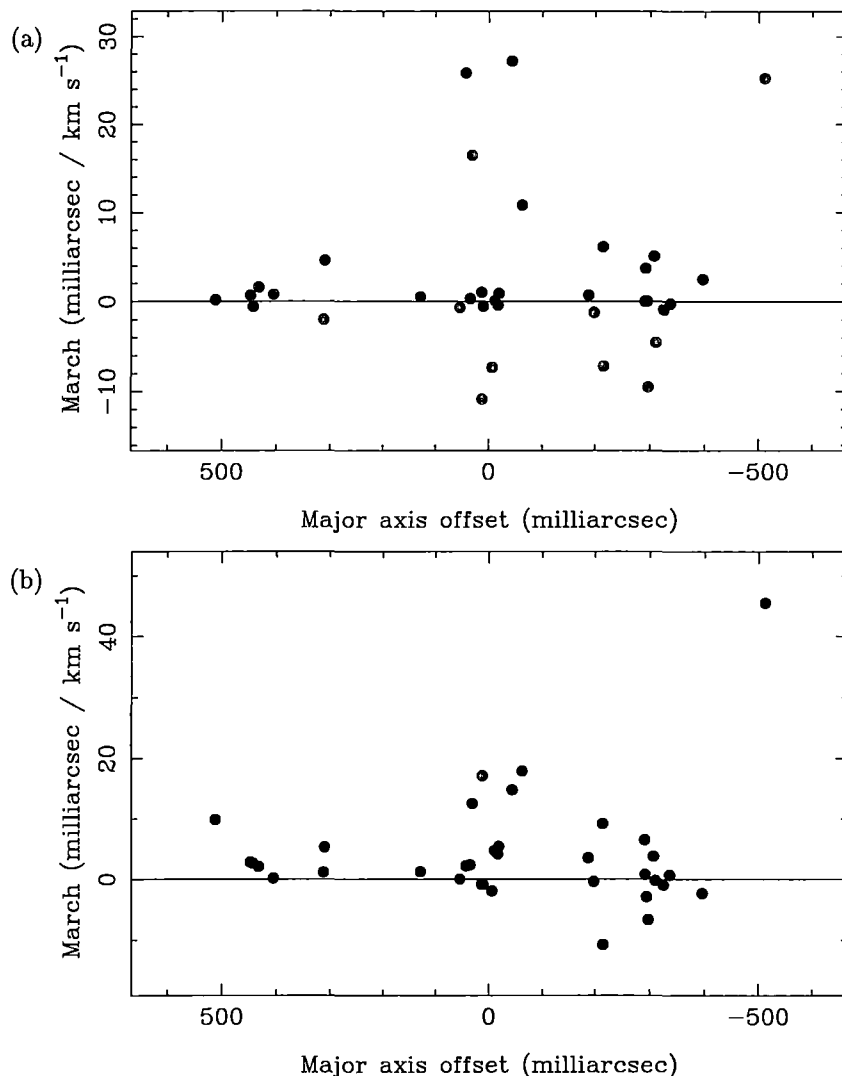 (a)
March (milliarcsec / km s⁻¹)
30
20
10
0
−10
500
0
−500
Major axis offset (milliarcsec)
(b)
March (milliarcsec / km s⁻¹)
40
20
0
500
0
−500
Major axis offset (milliarcsec)